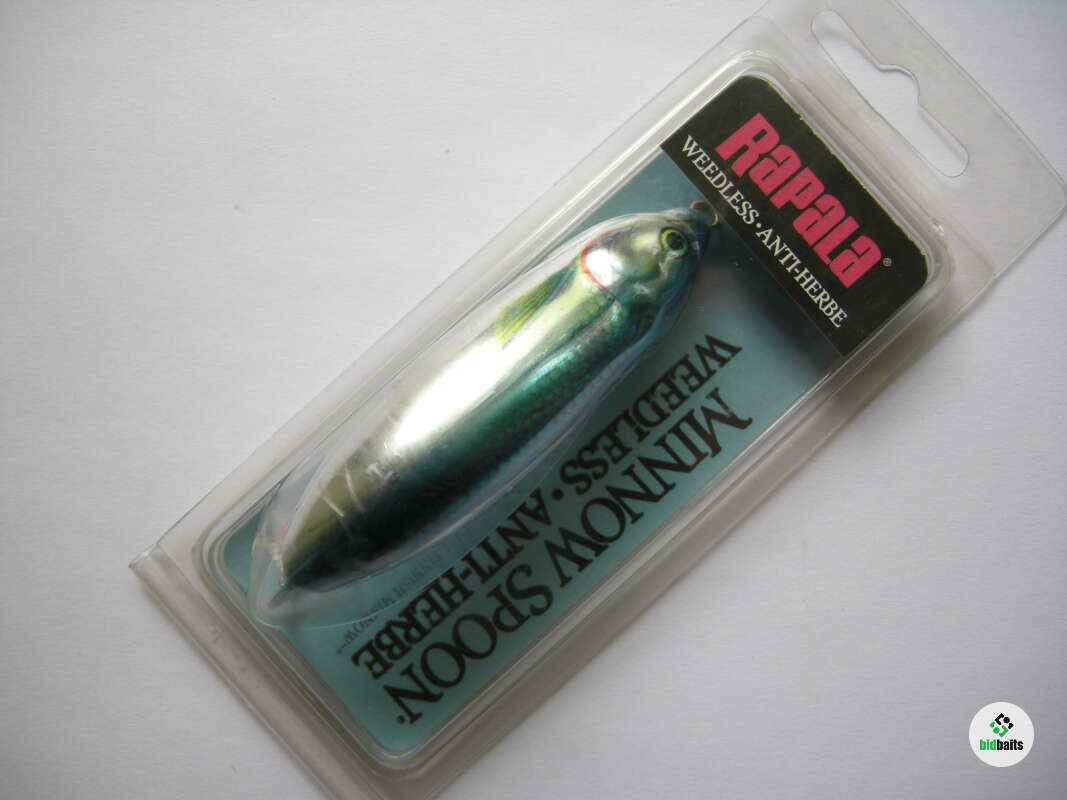 Rapala®
WEEDLESS • ANTI-HERBE
MINNOW SPOON®
WEEDLESS • ANTI-HERBE
bidbaits